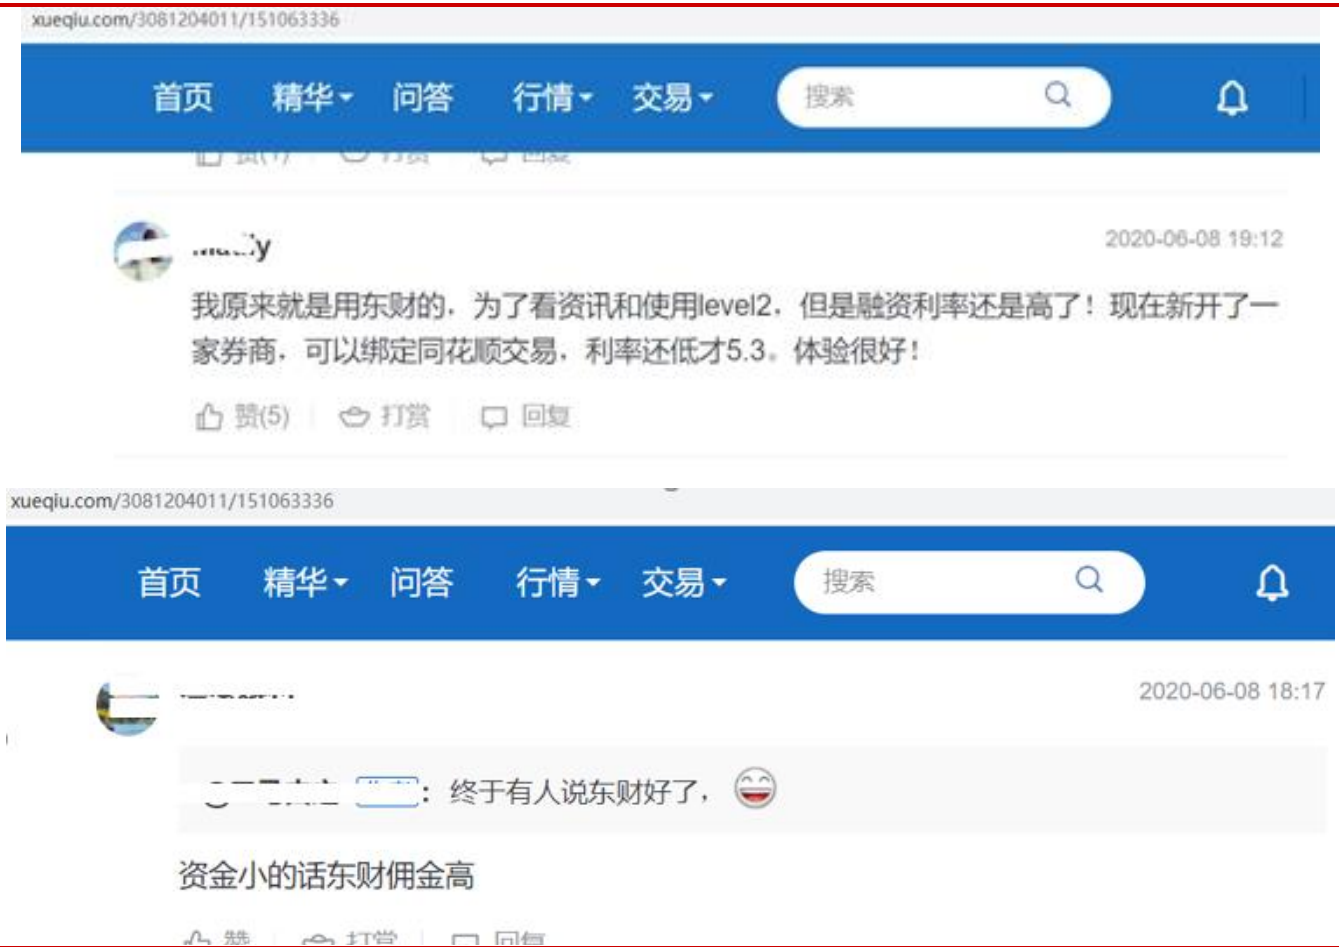 xueqiu.com/3081204011/151063336
首页 精华 问答 行情 交易 搜索
2020-06-08 19:12
我原来就是用东财的，为了看资讯和使用level2，但是融资利率还是高了！现在新开了一
家券商，可以绑定同花顺交易，利率还低才5.3。体验很好！
赞(5) 打赏 回复
xueqiu.com/3081204011/151063336
首页 精华 问答 行情 交易 搜索
2020-06-08 18:17
：终于有人说东财好了，
资金小的话东财佣金高
赞 打赏 回复